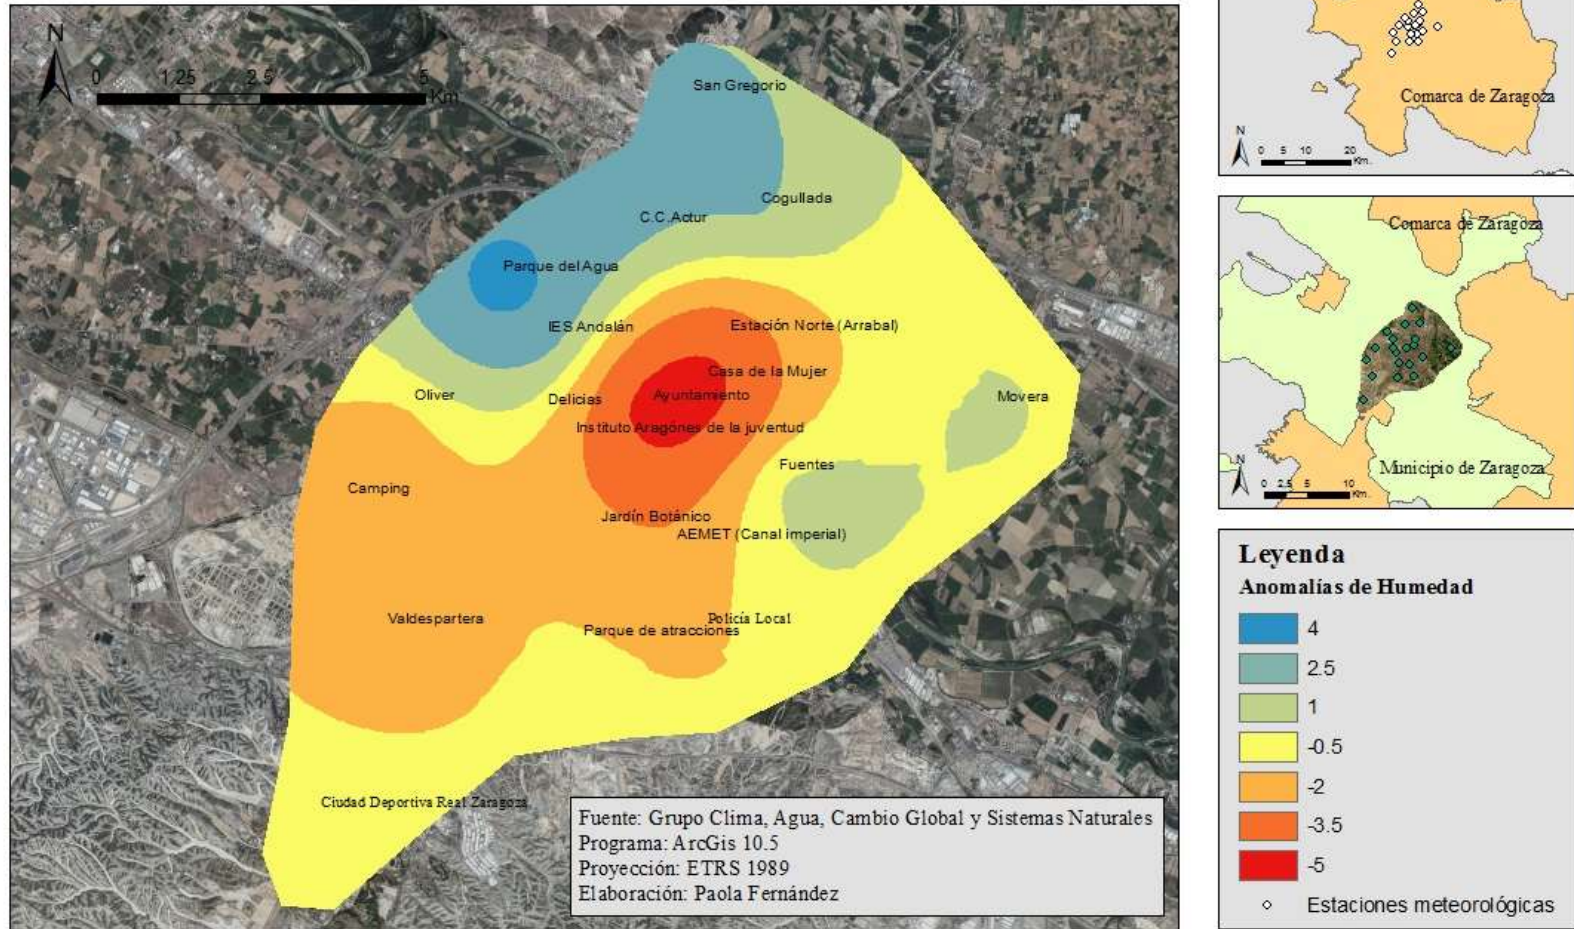 N
0 1.25 2.5 5
Km
San Gregorio
Cogullada
C.C.Actur
Parque del Agua
IES Andalán
Estación Norte (Arrabal)
Casa de la Mujer
Oliver
Delicias
Ayuntamiento
Movera
Instituto Aragónes de la juventud
Fuentes
Camping
Jardín Botánico
AEMET (Canal imperial)
Valdespartera
Policía Local
Parque de atracciones
Ciudad Deportiva Real Zaragoza
Fuente: Grupo Clima, Agua, Cambio Global y Sistemas Naturales
Programa: ArcGis 10.5
Proyección: ETRS 1989
Elaboración: Paola Fernández
Comarca de Zaragoza
N
0 5 10 20
Km.
Comarca de Zaragoza
Municipio de Zaragoza
N
0 2,5 5 10
Km.
Leyenda
Anomalías de Humedad
4
2.5
1
-0.5
-2
-3.5
-5
Estaciones meteorológicas